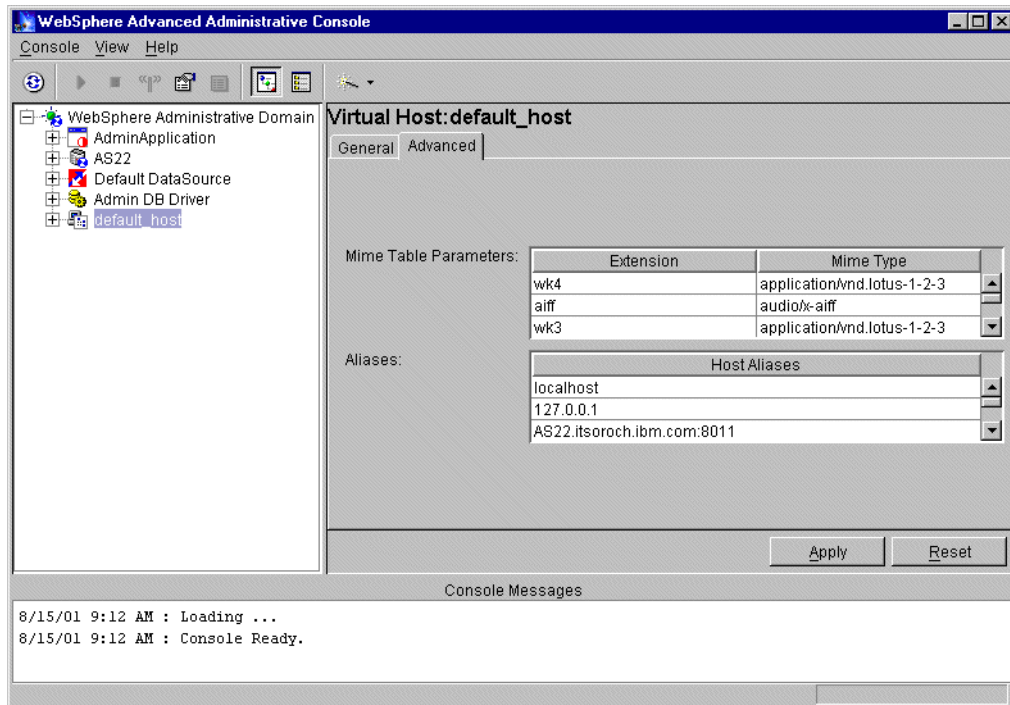 WebSphere Advanced Administrative Console
Console View Help
WebSphere Administrative Domain
AdminApplication
AS22
Default DataSource
Admin DB Driver
default_host
Virtual Host:default_host
General Advanced
Mime Table Parameters:
Extension Mime Type
wk4 application/vnd.lotus-1-2-3
aiff audio/x-aiff
wk3 application/vnd.lotus-1-2-3
Aliases:
Host Aliases
localhost
127.0.0.1
AS22.itsoroch.ibm.com:8011
Apply Reset
Console Messages
8/15/01 9:12 AM : Loading ...
8/15/01 9:12 AM : Console Ready.